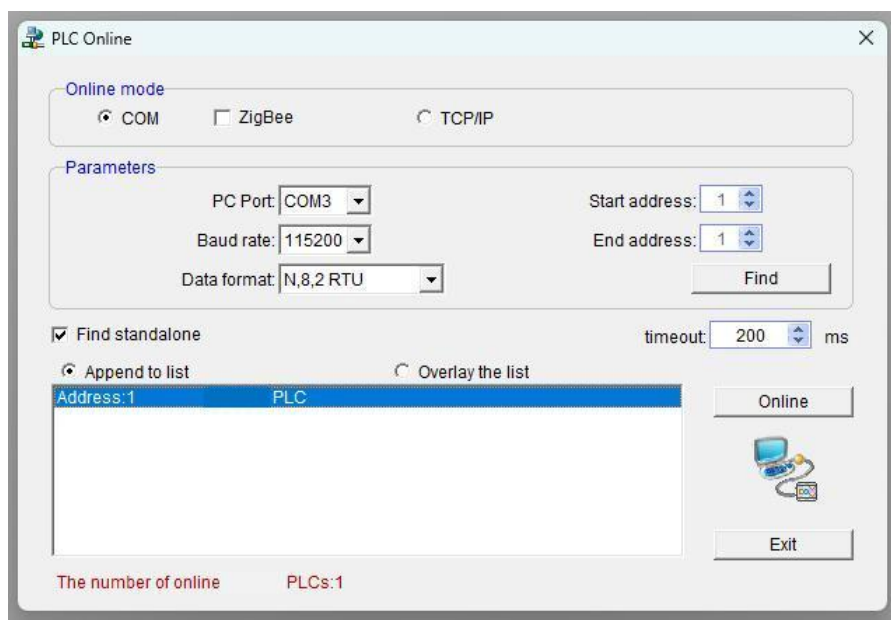 PLC Online
Online mode
COM ZigBee TCP/IP
Parameters
PC Port: COM3 Start address: 1
Baud rate: 115200 End address: 1
Data format: N,8,2 RTU Find
Find standalone timeout: 200 ms
Append to list Overlay the list
Address:1 PLC
Online
Exit
The number of online PLCs:1